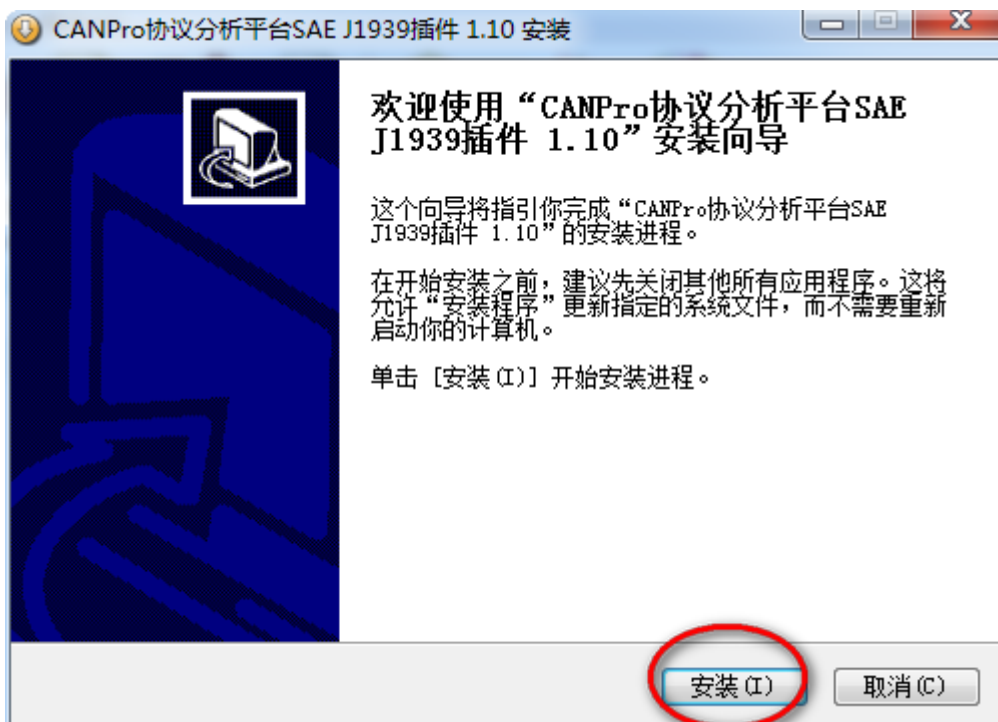 CANPro协议分析平台SAE J1939插件 1.10 安装
欢迎使用“CANPro协议分析平台SAE
J1939插件 1.10”安装向导
这个向导将指引你完成“CANPro协议分析平台SAE
J1939插件 1.10”的安装进程。
在开始安装之前，建议先关闭其他所有应用程序。这将
允许“安装程序”更新指定的系统文件，而不需要重新
启动你的计算机。
单击 [安装(I)] 开始安装进程。
安装(I)
取消(C)